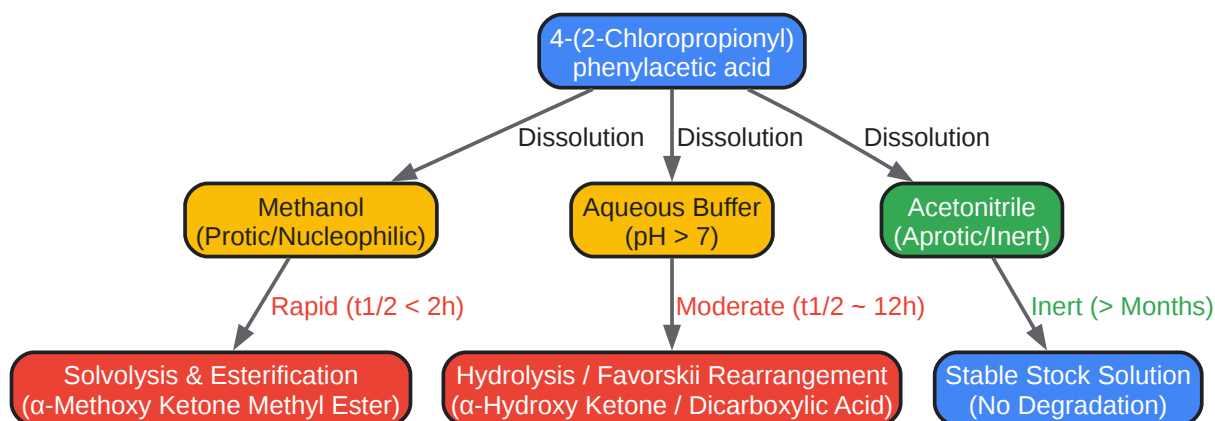 4-(2-Chloropropionyl)
phenylacetic acid
Dissolution
Dissolution
Dissolution
Methanol
(Protic/Nucleophilic)
Aqueous Buffer
(pH > 7)
Acetonitrile
(Aprotic/Inert)
Rapid (t1/2 < 2h)
Moderate (t1/2 ~ 12h)
Inert (> Months)
Solvolysis & Esterification
(α-Methoxy Ketone Methyl Ester)
Hydrolysis / Favorskii Rearrangement
(α-Hydroxy Ketone / Dicarboxylic Acid)
Stable Stock Solution
(No Degradation)